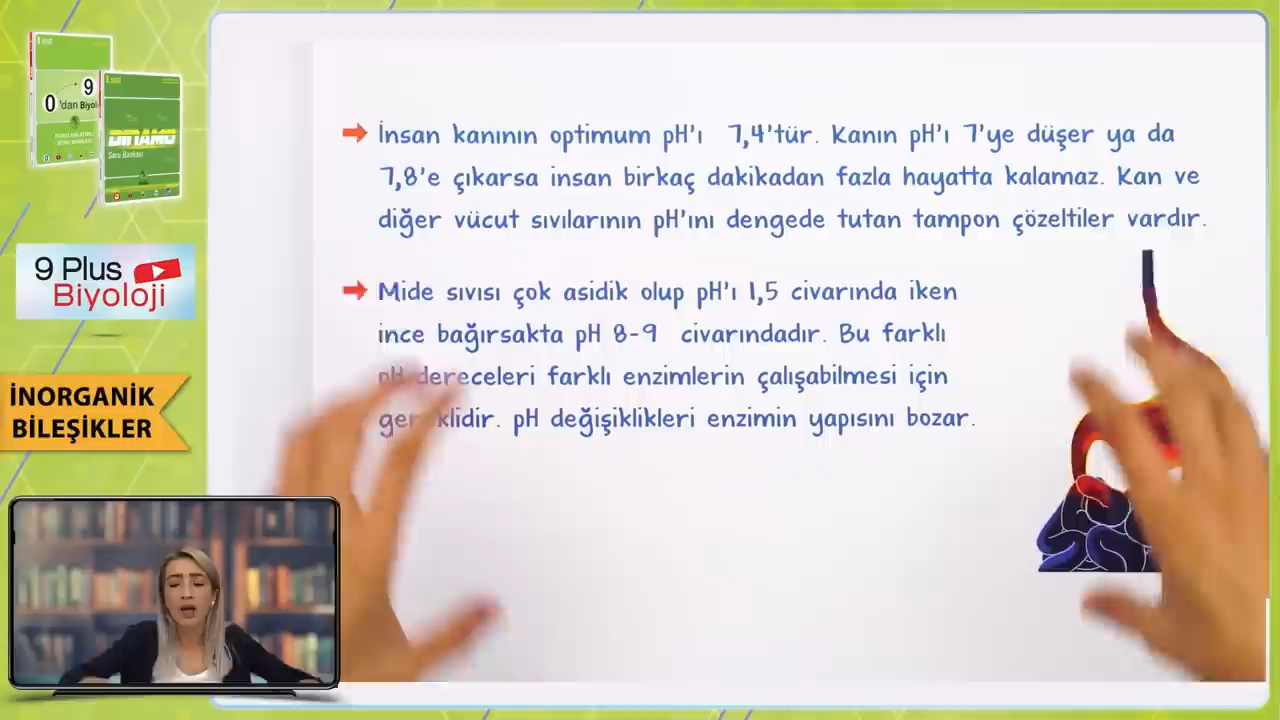 0'dan 9
Biyoloji
DİNAMO
Soru Bankası
9 Plus
Biyoloji
İNORGANİK
BİLEŞİKLER
İnsan kanının optimum pH'ı 7,4'tür. Kanın pH'ı 7'ye düşer ya da
7,8'e çıkarsa insan birkaç dakikadan fazla hayatta kalamaz. Kan ve
diğer vücut sıvılarının pH'ını dengede tutan tampon çözeltiler vardır.
Mide sıvısı çok asidik olup pH'ı 1,5 civarında iken
ince bağırsakta pH 8-9 civarındadır. Bu farklı
pH dereceleri farklı enzimlerin çalışabilmesi için
gereklidir. pH değişiklikleri enzimin yapısını bozar.